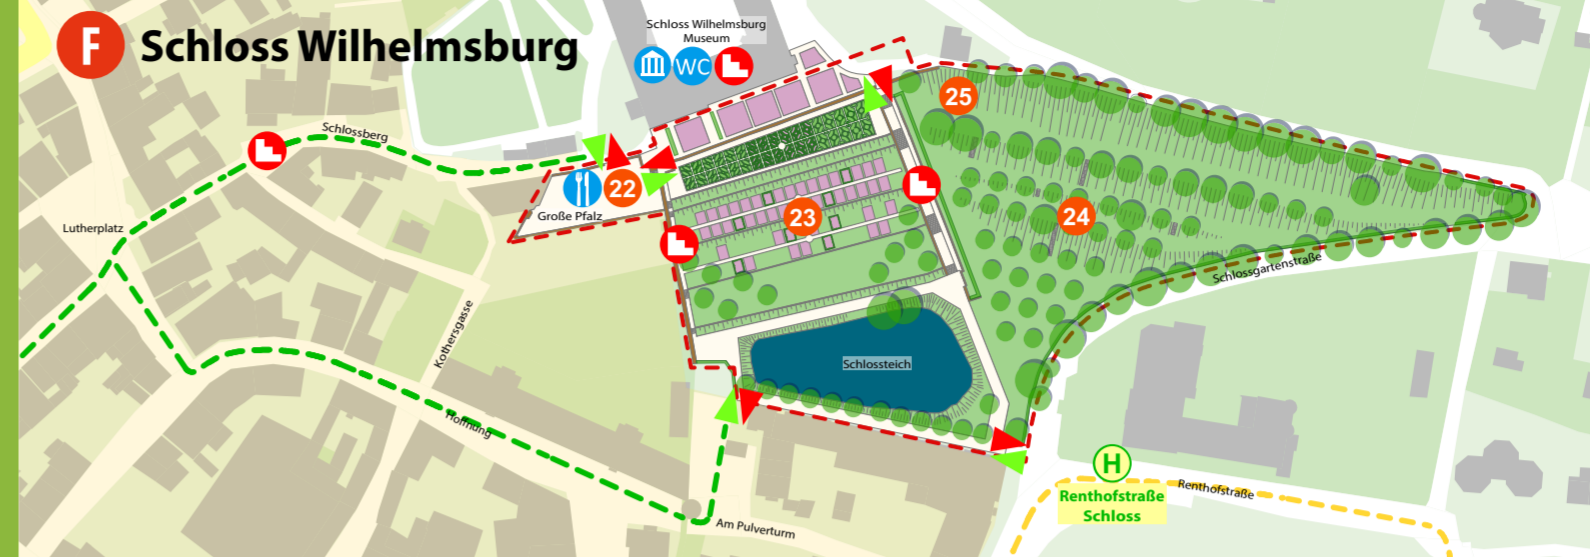 F Schloss Wilhelmsburg
Schloss Wilhelmsburg
Museum
WC
25
Schlossberg
22
Große Pfalz
23
24
Lutherplatz
Schlossgartenstraße
Kothersgasse
Schlossteich
Hoffnung
H
Renthofstraße
Schloss
Renthofstraße
Am Pulverturm